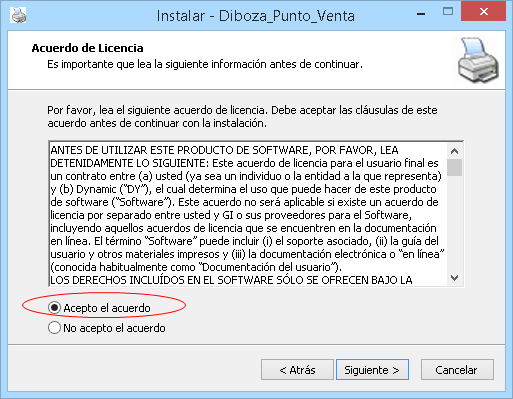 Instalar - Diboza_Punto_Venta
Acuerdo de Licencia
Es importante que lea la siguiente información antes de continuar.
Por favor, lea el siguiente acuerdo de licencia. Debe aceptar las cláusulas de este
acuerdo antes de continuar con la instalación.
ANTES DE UTILIZAR ESTE PRODUCTO DE SOFTWARE, POR FAVOR, LEA
DETENIDAMENTE LO SIGUIENTE: Este acuerdo de licencia para el usuario final es
un contrato entre (a) usted (ya sea un individuo o la entidad a la que representa)
y (b) Dynamic ("DY"), el cual determina el uso que puede hacer de este producto
de software ("Software"). Este acuerdo no será aplicable si existe un acuerdo de
licencia por separado entre usted y GI o sus proveedores para el Software,
incluyendo aquellos acuerdos de licencia que se encuentren en la documentación
en línea. El término "Software" puede incluir (i) el soporte asociado, (ii) la guía del
usuario y otros materiales impresos y (iii) la documentación electrónica o "en línea"
(conocida habitualmente como "Documentación del usuario").
LOS DERECHOS INCLUÍDOS EN EL SOFTWARE SÓLO SE OFRECEN BAJO LA
Acepto el acuerdo
No acepto el acuerdo
< Atrás
Siguiente >
Cancelar